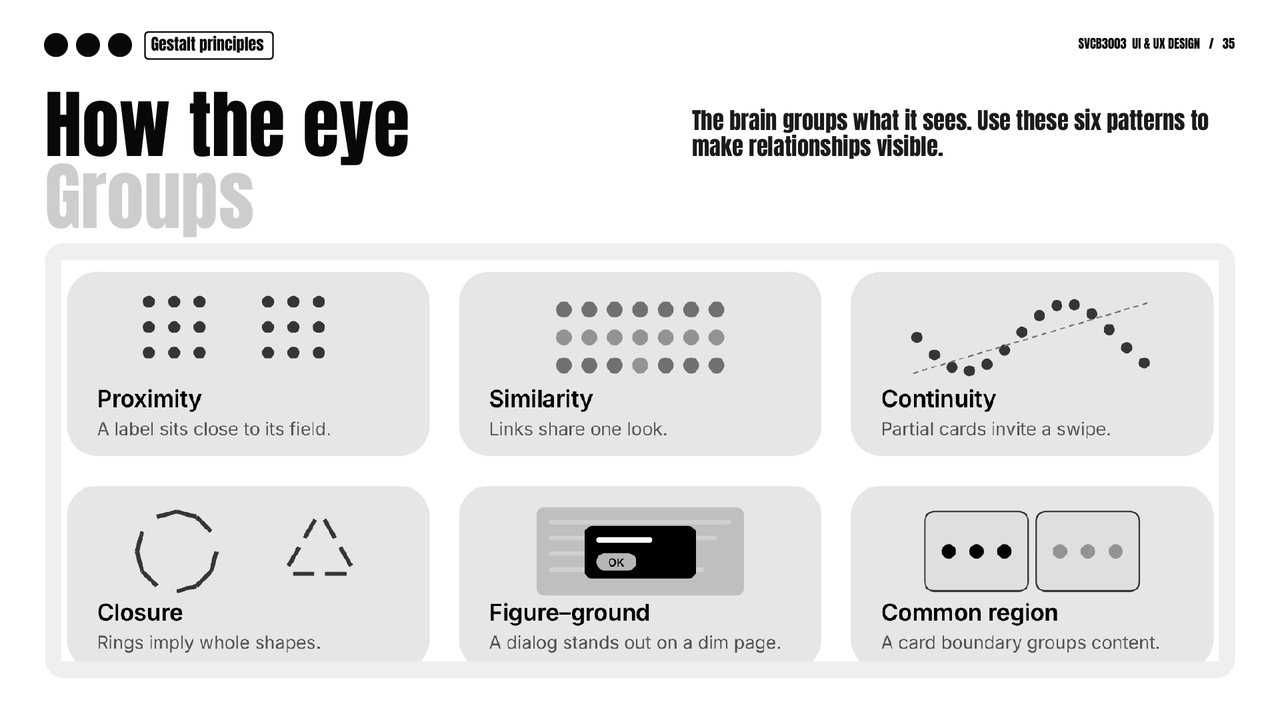 Gestalt principles
SVCB3003 UI & UX DESIGN / 35
How the eye
Groups
The brain groups what it sees. Use these six patterns to
make relationships visible.
Proximity
A label sits close to its field.
Similarity
Links share one look.
Continuity
Partial cards invite a swipe.
Closure
Rings imply whole shapes.
OK
Figure–ground
A dialog stands out on a dim page.
Common region
A card boundary groups content.